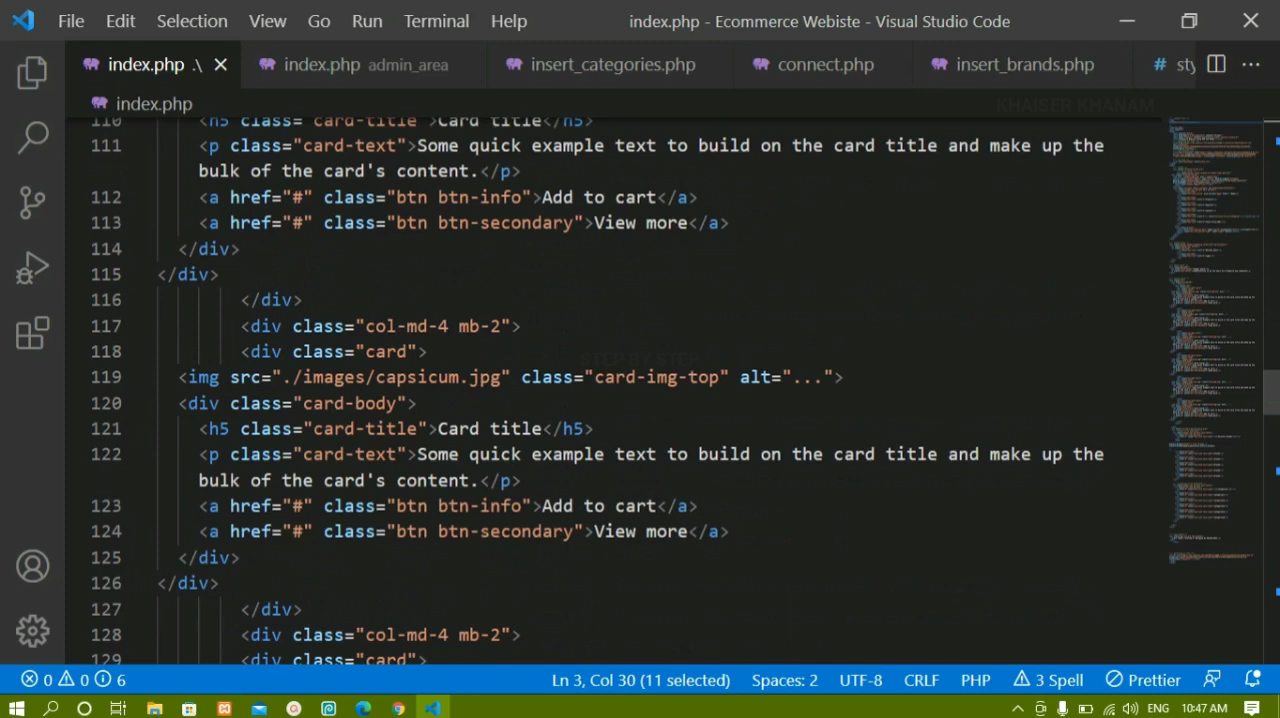 File Edit Selection View Go Run Terminal Help index.php - Ecommerce Webiste - Visual Studio Code
index.php .\ index.php admin_area insert_categories.php connect.php insert_brands.php # sty
index.php KHAISER KHANAM
110 <h5 class="card-title">Card title</h5>
111 <p class="card-text">Some quick example text to build on the card title and make up the
bulk of the card's content.</p>
112 <a href="#" class="btn btn-info">Add to cart</a>
113 <a href="#" class="btn btn-secondary">View more</a>
114 </div>
115 </div>
116 </div>
117 <div class="col-md-4 mb-2">
118 <div class="card">
STEP BY STEP
119 <img src="./images/capsicum.jpg" class="card-img-top" alt="...">
120 <div class="card-body">
121 <h5 class="card-title">Card title</h5>
122 <p class="card-text">Some quick example text to build on the card title and make up the
bulk of the card's content.</p>
123 <a href="#" class="btn btn-info">Add to cart</a>
124 <a href="#" class="btn btn-secondary">View more</a>
125 </div>
126 </div>
127 </div>
128 <div class="col-md-4 mb-2">
129 <div class="card">
0 0 6 Ln 3, Col 30 (11 selected) Spaces: 2 UTF-8 CRLF PHP 3 Spell Prettier
ENG 10:47 AM